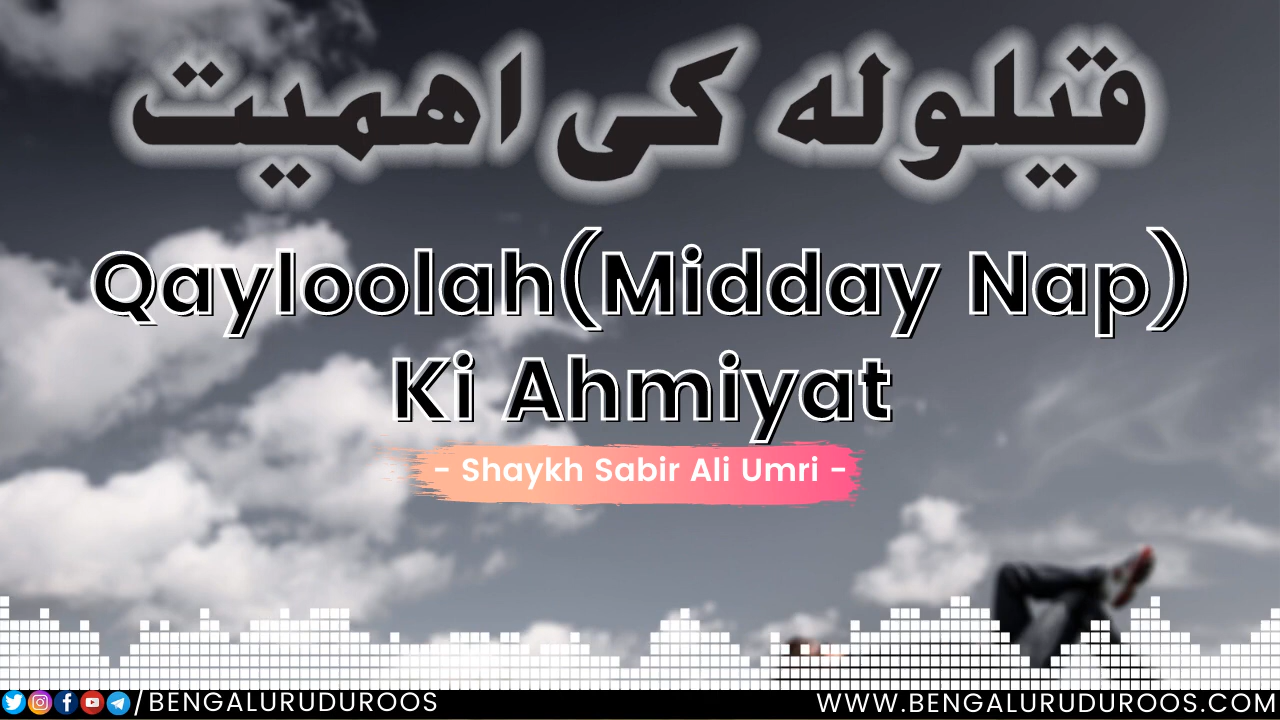 قیلولہ کی اہمیت
Qayloolah(Midday Nap)
Ki Ahmiyat
- Shaykh Sabir Ali Umri -
/BENGALURUDUROOS
WWW.BENGALURUDUROOS.COM